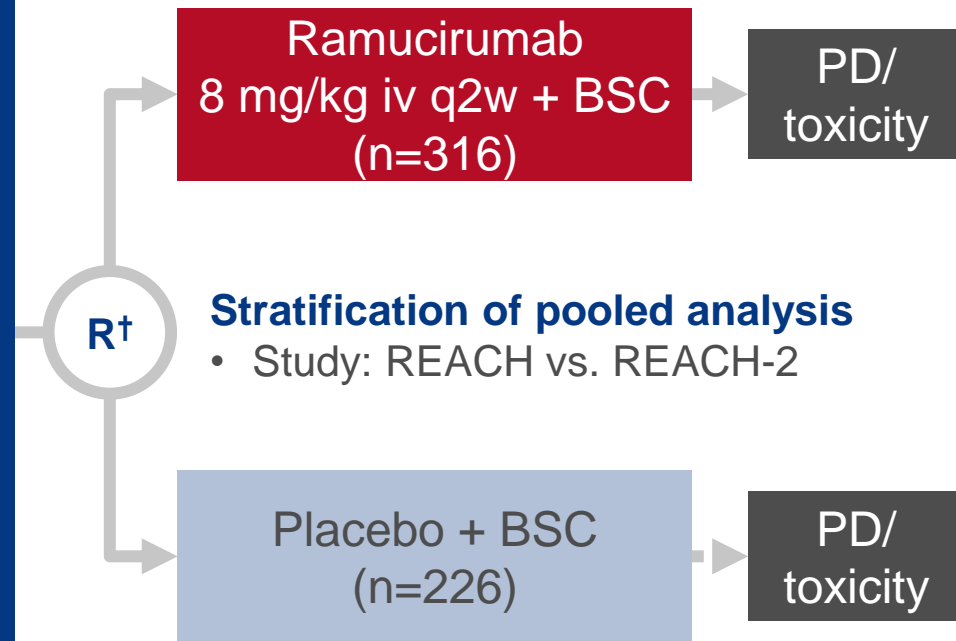 Ramucirumab
8 mg/kg iv q2w + BSC
(n=316)
PD/
toxicity
R†
Stratification of pooled analysis
• Study: REACH vs. REACH-2
Placebo + BSC
(n=226)
PD/
toxicity